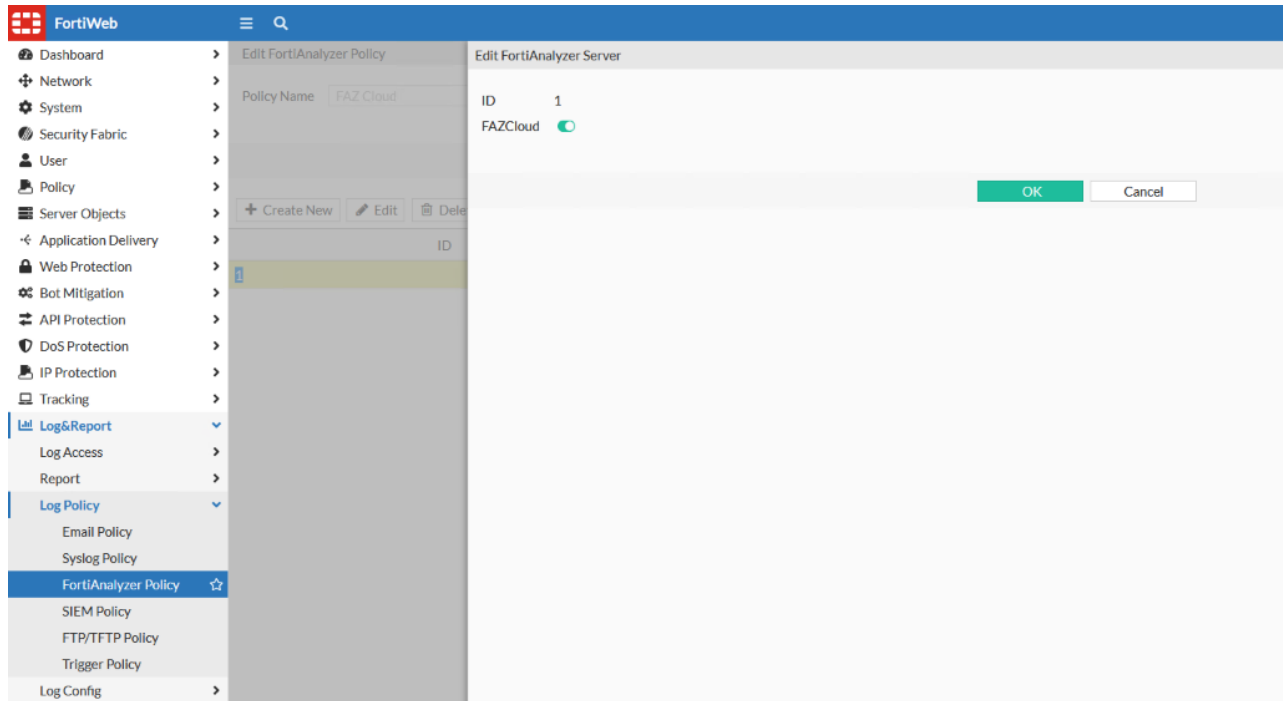 FortiWeb
Dashboard
Network
System
Security Fabric
User
Policy
Server Objects
Application Delivery
Web Protection
Bot Mitigation
API Protection
DoS Protection
IP Protection
Tracking
Log&Report
Log Access
Report
Log Policy
Email Policy
Syslog Policy
FortiAnalyzer Policy
SIEM Policy
FTP/TFTP Policy
Trigger Policy
Log Config
Edit FortiAnalyzer Policy
Policy Name FAZ Cloud
Create New Edit Dele
ID
1
Edit FortiAnalyzer Server
ID 1
FAZCloud
OK Cancel